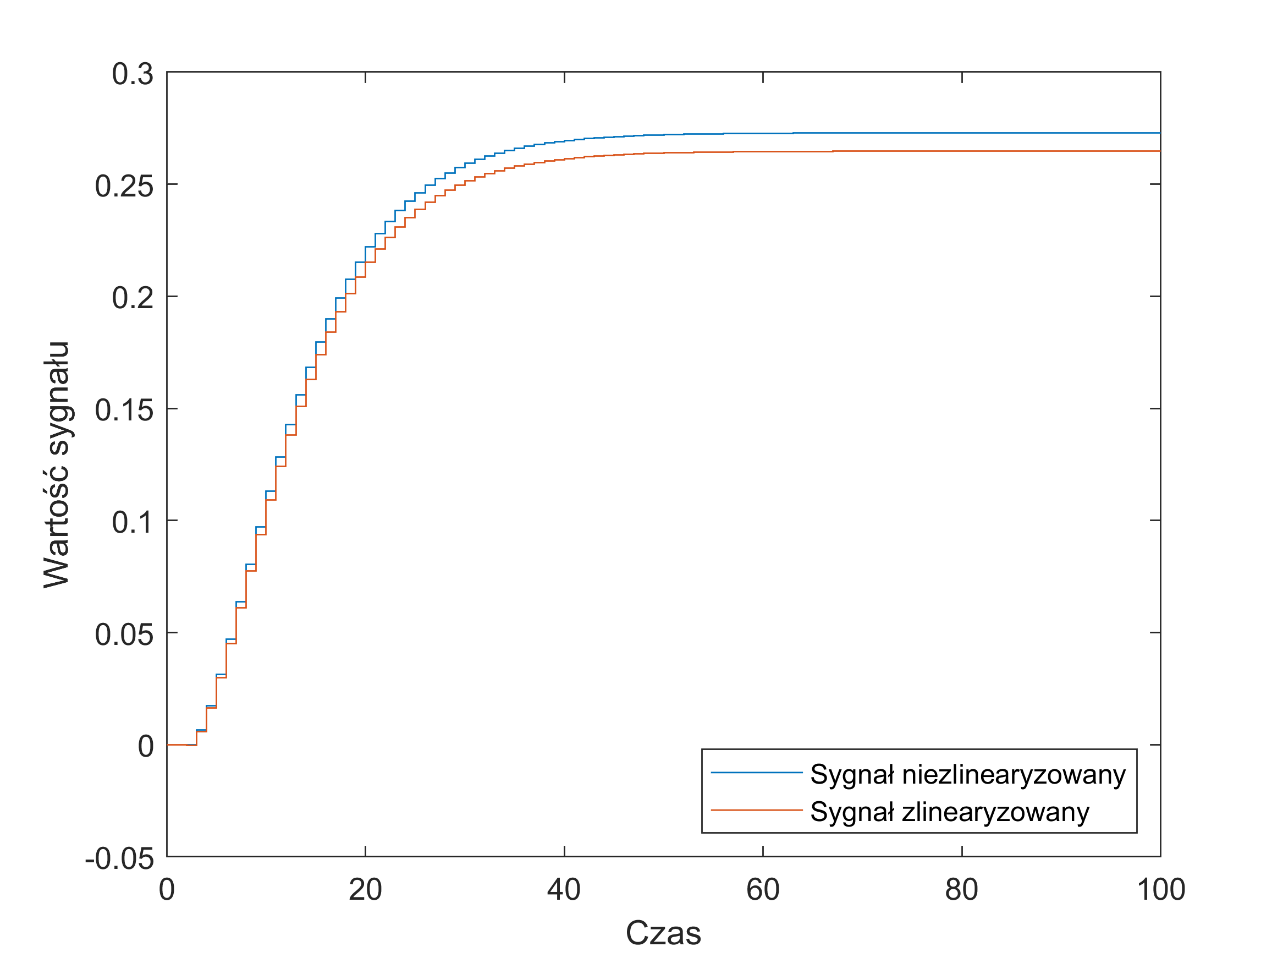 0.3
0.25
0.2
0.15
0.1
0.05
0
-0.05
0 20 40 60 80 100
Wartość sygnału
Czas
Sygnał niezlinearyzowany
Sygnał zlinearyzowany